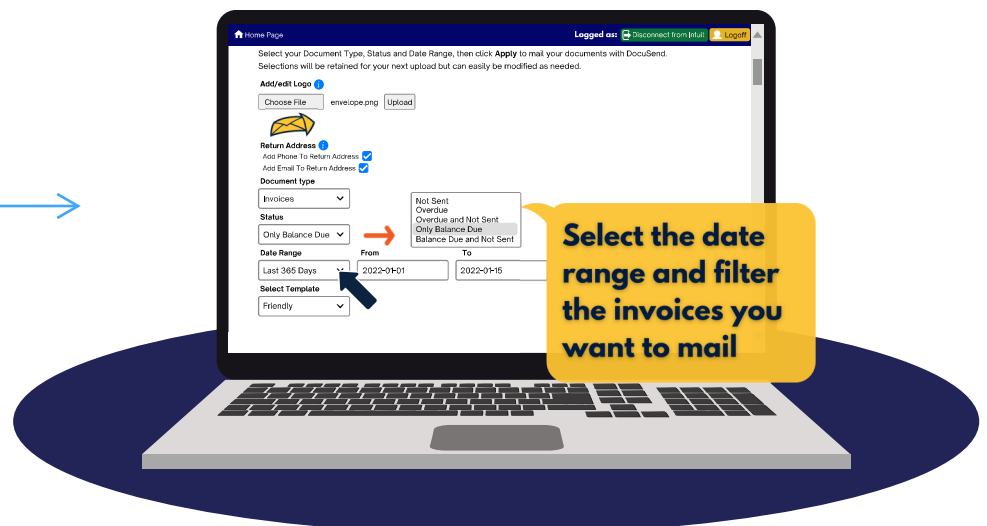 Home Page
Logged as: Disconnect from Intuit Logoff
Select your Document Type, Status and Date Range, then click Apply to mail your documents with DocuSend.
Selections will be retained for your next upload but can easily be modified as needed.
Add/edit Logo i
Choose File envelope.png Upload
Return Address i
Add Phone To Return Address
Add Email To Return Address
Document type
Invoices
Status
Only Balance Due
Not Sent
Overdue
Overdue and Not Sent
Only Balance Due
Balance Due and Not Sent
Date Range From To
Last 365 Days 2022-01-01 2022-01-15
Select Template
Friendly
Select the date
range and filter
the invoices you
want to mail